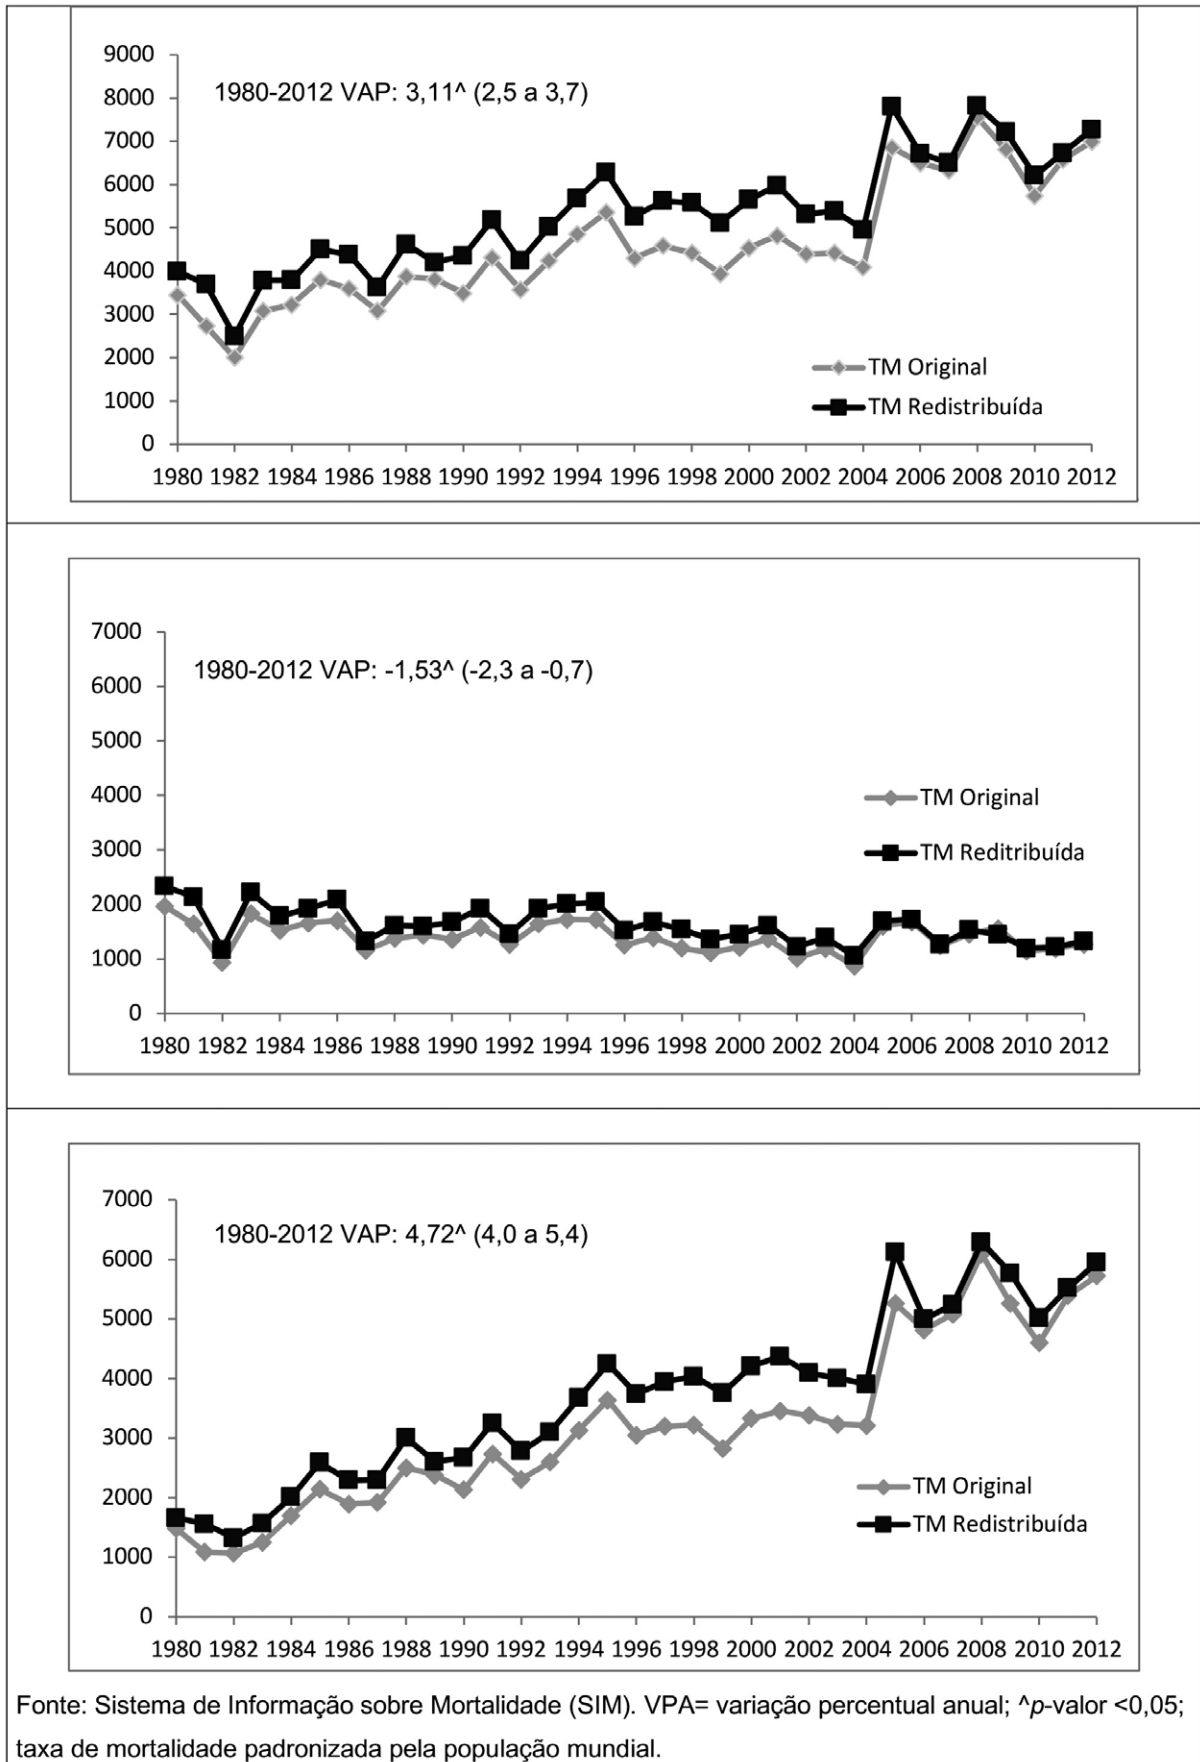 9000
8000
7000
6000
5000
4000
3000
2000
1000
0
1980-2012 VAP: 3,11^ (2,5 a 3,7)
TM Original
TM Redistribuída
1980 1982 1984 1986 1988 1990 1992 1994 1996 1998 2000 2002 2004 2006 2008 2010 2012
7000
6000
5000
4000
3000
2000
1000
0
1980-2012 VAP: -1,53^ (-2,3 a -0,7)
TM Original
TM Reditribuída
1980 1982 1984 1986 1988 1990 1992 1994 1996 1998 2000 2002 2004 2006 2008 2010 2012
7000
6000
5000
4000
3000
2000
1000
0
1980-2012 VAP: 4,72^ (4,0 a 5,4)
TM Original
TM Redistribuída
1980 1982 1984 1986 1988 1990 1992 1994 1996 1998 2000 2002 2004 2006 2008 2010 2012
Fonte: Sistema de Informação sobre Mortalidade (SIM). VPA= variação percentual anual; ^p-valor <0,05;
taxa de mortalidade padronizada pela população mundial.